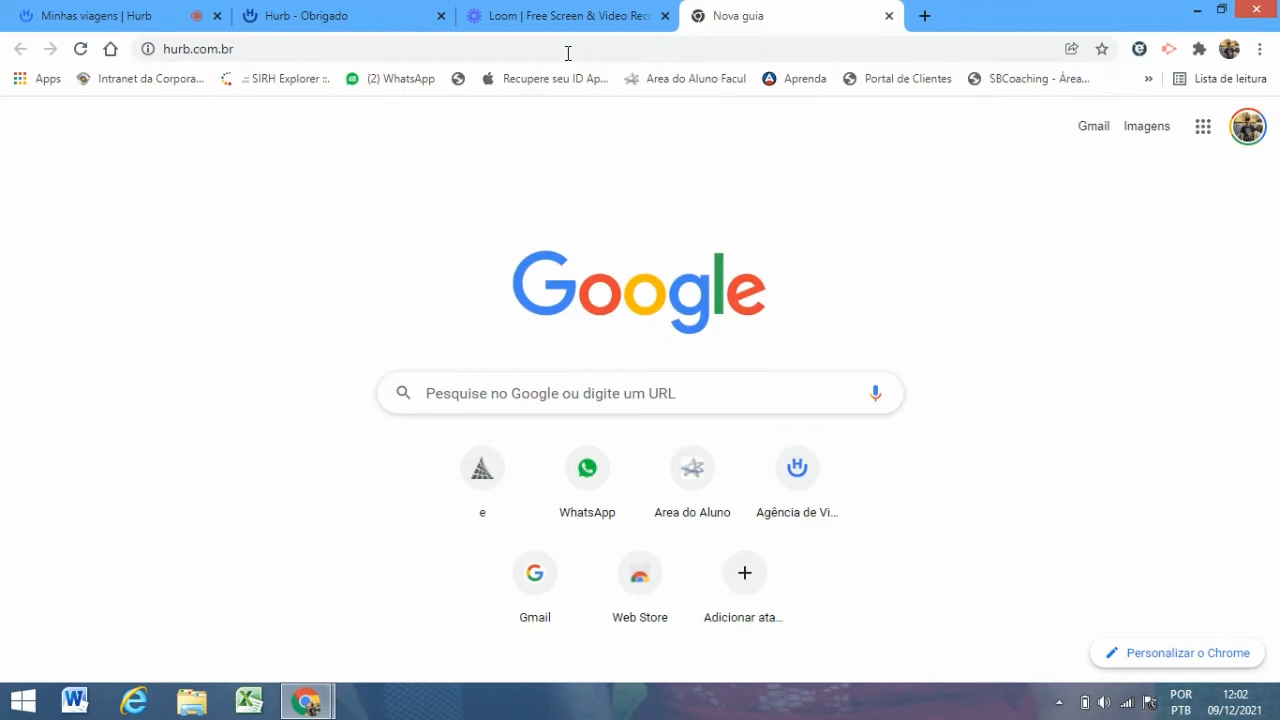 Minhas viagens | Hurb
Hurb - Obrigado
Loom | Free Screen & Video Rec
Nova guia
hurb.com.br
Apps
Intranet da Corpora...
.:: SIRH Explorer ::.
(2) WhatsApp
Recupere seu ID Ap...
Area do Aluno Facul
Aprenda
Portal de Clientes
SBCoaching - Área...
»
Lista de leitura
Gmail
Imagens
Google
Pesquise no Google ou digite um URL
e
WhatsApp
Area do Aluno
Agência de Vi...
Gmail
Web Store
Adicionar ata...
Personalizar o Chrome
POR
PTB
12:02
09/12/2021